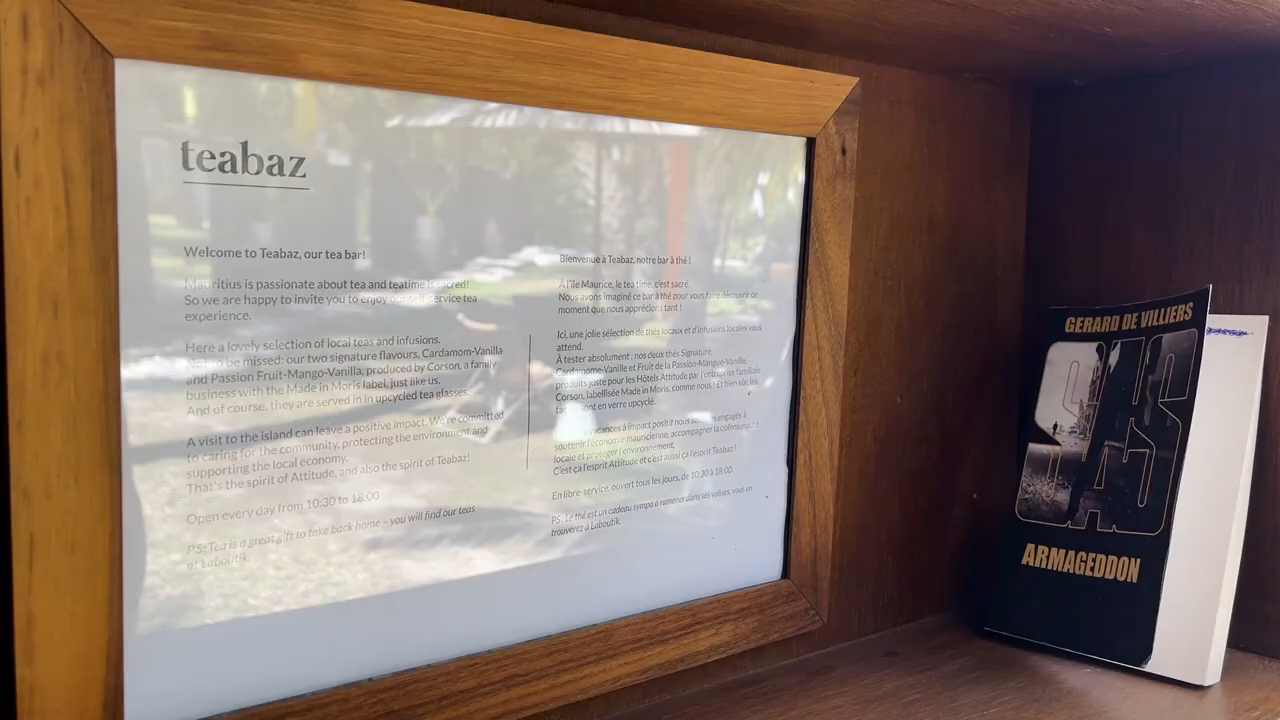 teabaz
Welcome to Teabaz, our tea bar!
Mauritius is passionate about tea and teatime is sacred!
So we are happy to invite you to enjoy our self-service tea
experience.
Here a lovely selection of local teas and infusions.
Not to be missed: our two signature flavours, Cardamom-Vanilla
and Passion Fruit-Mango-Vanilla, produced by Corson, a family
business with the Made in Moris label, just like us.
And of course, they are served in in upcycled tea glasses.
A visit to the island can leave a positive impact. We're committed
to caring for the community, protecting the environment and
supporting the local economy.
That's the spirit of Attitude, and also the spirit of Teabaz!
Open every day from 10:30 to 18:00
PS: Tea is a great gift to take back home – you will find our teas
at Laboutik.
Bienvenue à Teabaz, notre bar à thé !
À l'île Maurice, le tea time, c'est sacré.
Nous avons imaginé ce bar à thé pour vous faire découvrir ce
moment que nous apprécions tant !
Ici, une jolie sélection de thés locaux et d'infusions locales vous
attend.
À tester absolument : nos deux thés Signature,
Cardamome-Vanille et Fruit de la Passion-Mangue-Vanille,
produits juste pour les Hôtels Attitude par l'entreprise familiale
Corson, labellisée Made in Moris, comme nous ! Et bien sûr, les
sont en verre upcyclé.
vacances à impact positif nous engagés à
soutenir l'économie mauricienne, accompagner la communauté
locale et protéger l'environnement.
C'est ça l'esprit Attitude et c'est aussi ça l'esprit Teabaz !
En libre-service, ouvert tous les jours, de 10:30 à 18:00.
PS : Le thé est un cadeau sympa à ramener dans ses valises, vous en
trouverez à Laboutik.
GERARD DE VILLIERS
SAS
ARMAGEDDON